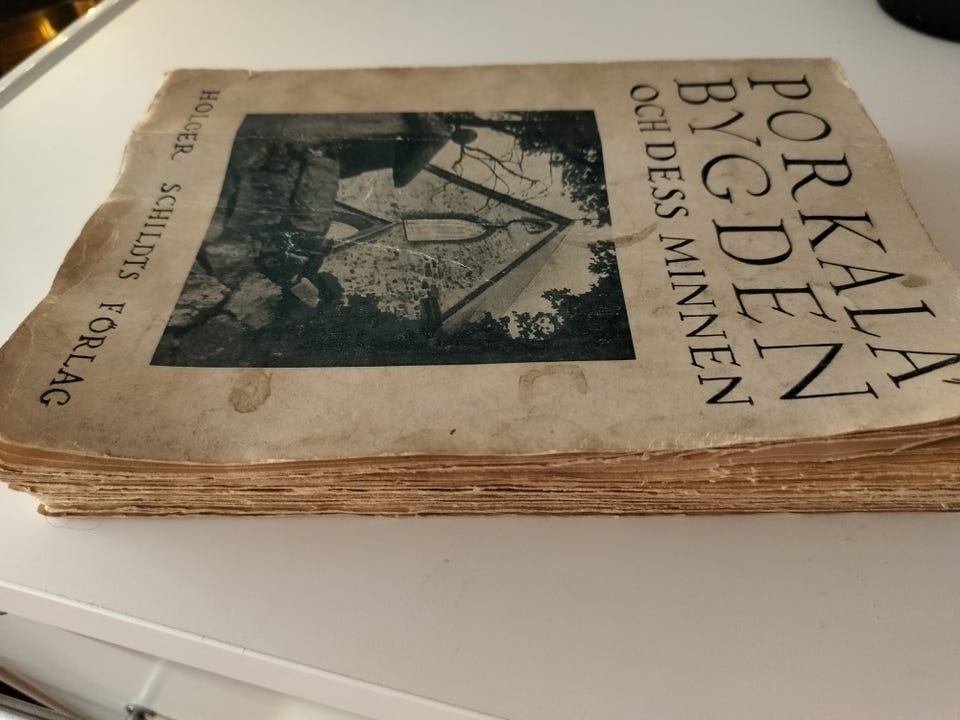 PORKALA
BYGDEN
OCH DESS MINNEN
HOLGER SCHILDTS FÖRLAG